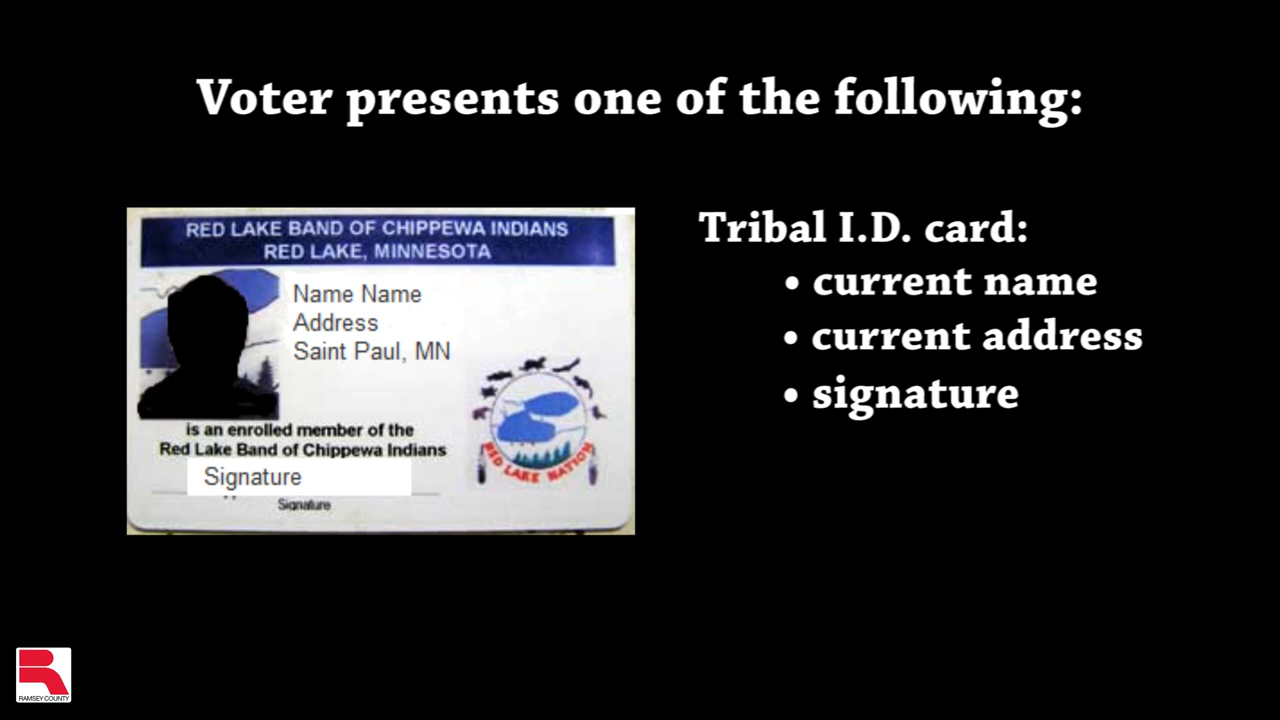 Voter presents one of the following:
RED LAKE BAND OF CHIPPEWA INDIANS
RED LAKE, MINNESOTA
Name Name
Address
Saint Paul, MN
is an enrolled member of the
Red Lake Band of Chippewa Indians
Signature
Signature
RED LAKE NATION
Tribal I.D. card:
• current name
• current address
• signature
RAMSEY COUNTY